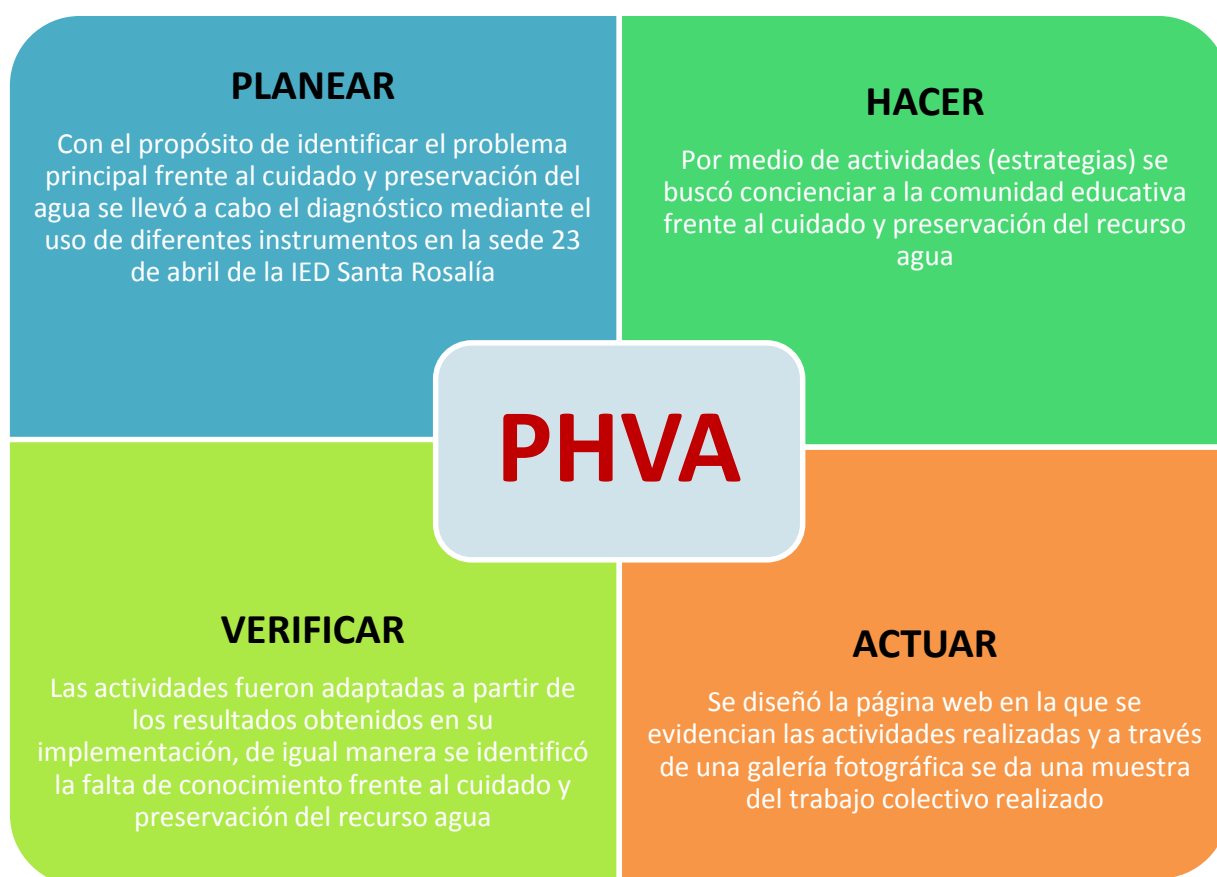 PLANEAR
Con el propósito de identificar el problema
principal frente al cuidado y preservación del
agua se llevó a cabo el diagnóstico mediante el
uso de diferentes instrumentos en la sede 23
de abril de la IED Santa Rosalía
HACER
Por medio de actividades (estrategias) se
buscó concienciar a la comunidad educativa
frente al cuidado y preservación del recurso
agua
PHVA
VERIFICAR
Las actividades fueron adaptadas a partir de
los resultados obtenidos en su
implementación, de igual manera se identificó
la falta de conocimiento frente al cuidado y
preservación del recurso agua
ACTUAR
Se diseñó la página web en la que se
evidencian las actividades realizadas y a través
de una galería fotográfica se da una muestra
del trabajo colectivo realizado